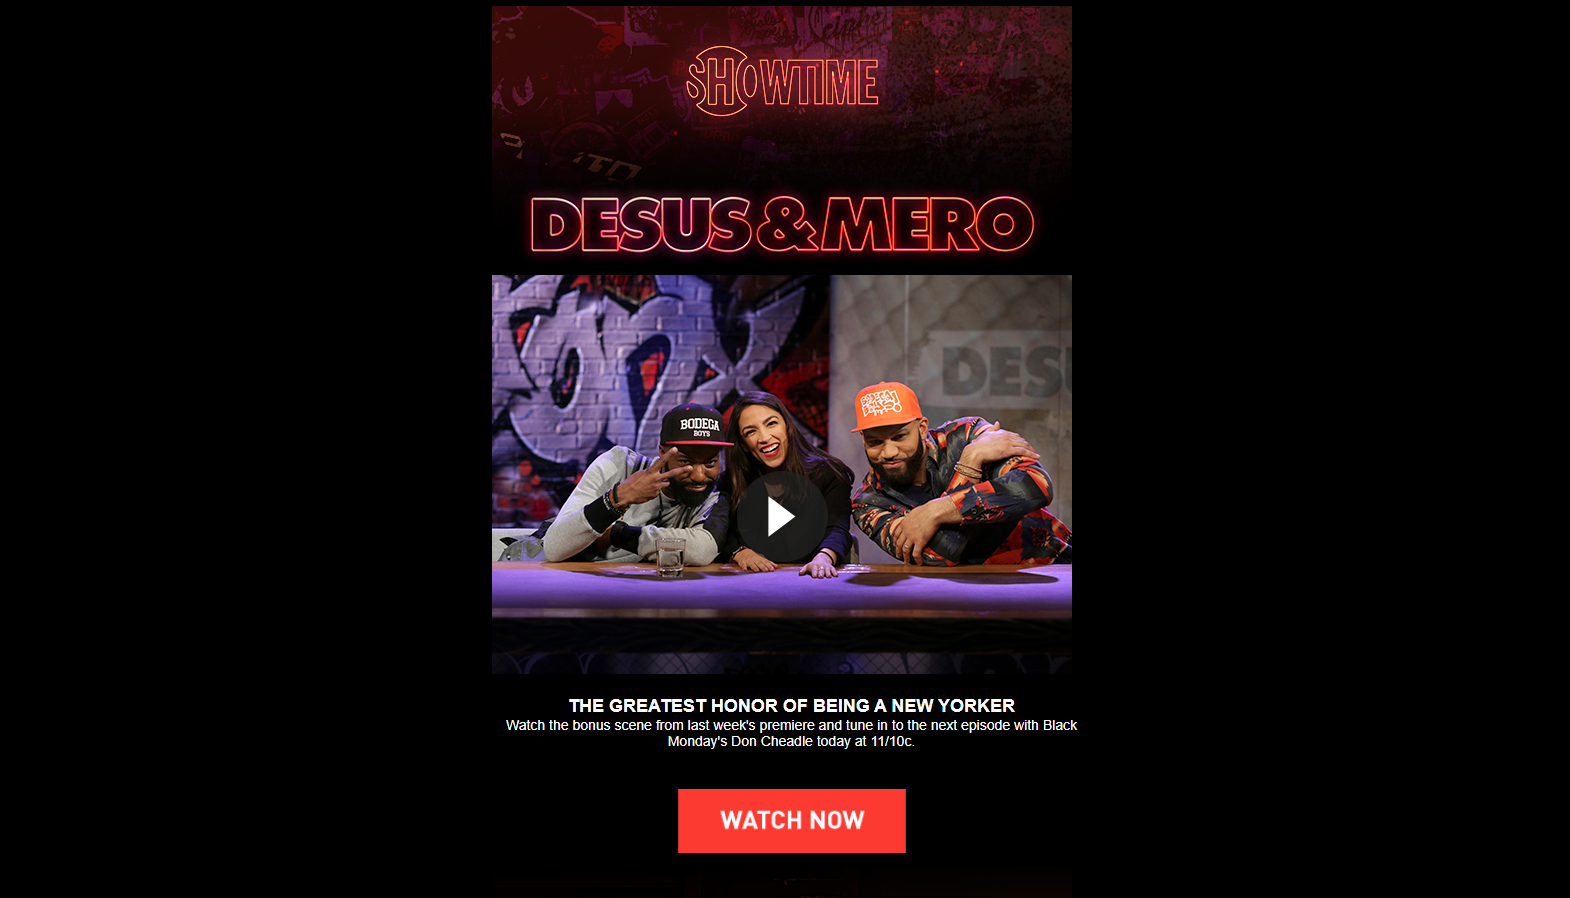 SHOWTIME
DESUS & MERO
DESU
BODEGA
BOYS
THE GREATEST HONOR OF BEING A NEW YORKER
Watch the bonus scene from last week's premiere and tune in to the next episode with Black
Monday's Don Cheadle today at 11/10c.
WATCH NOW